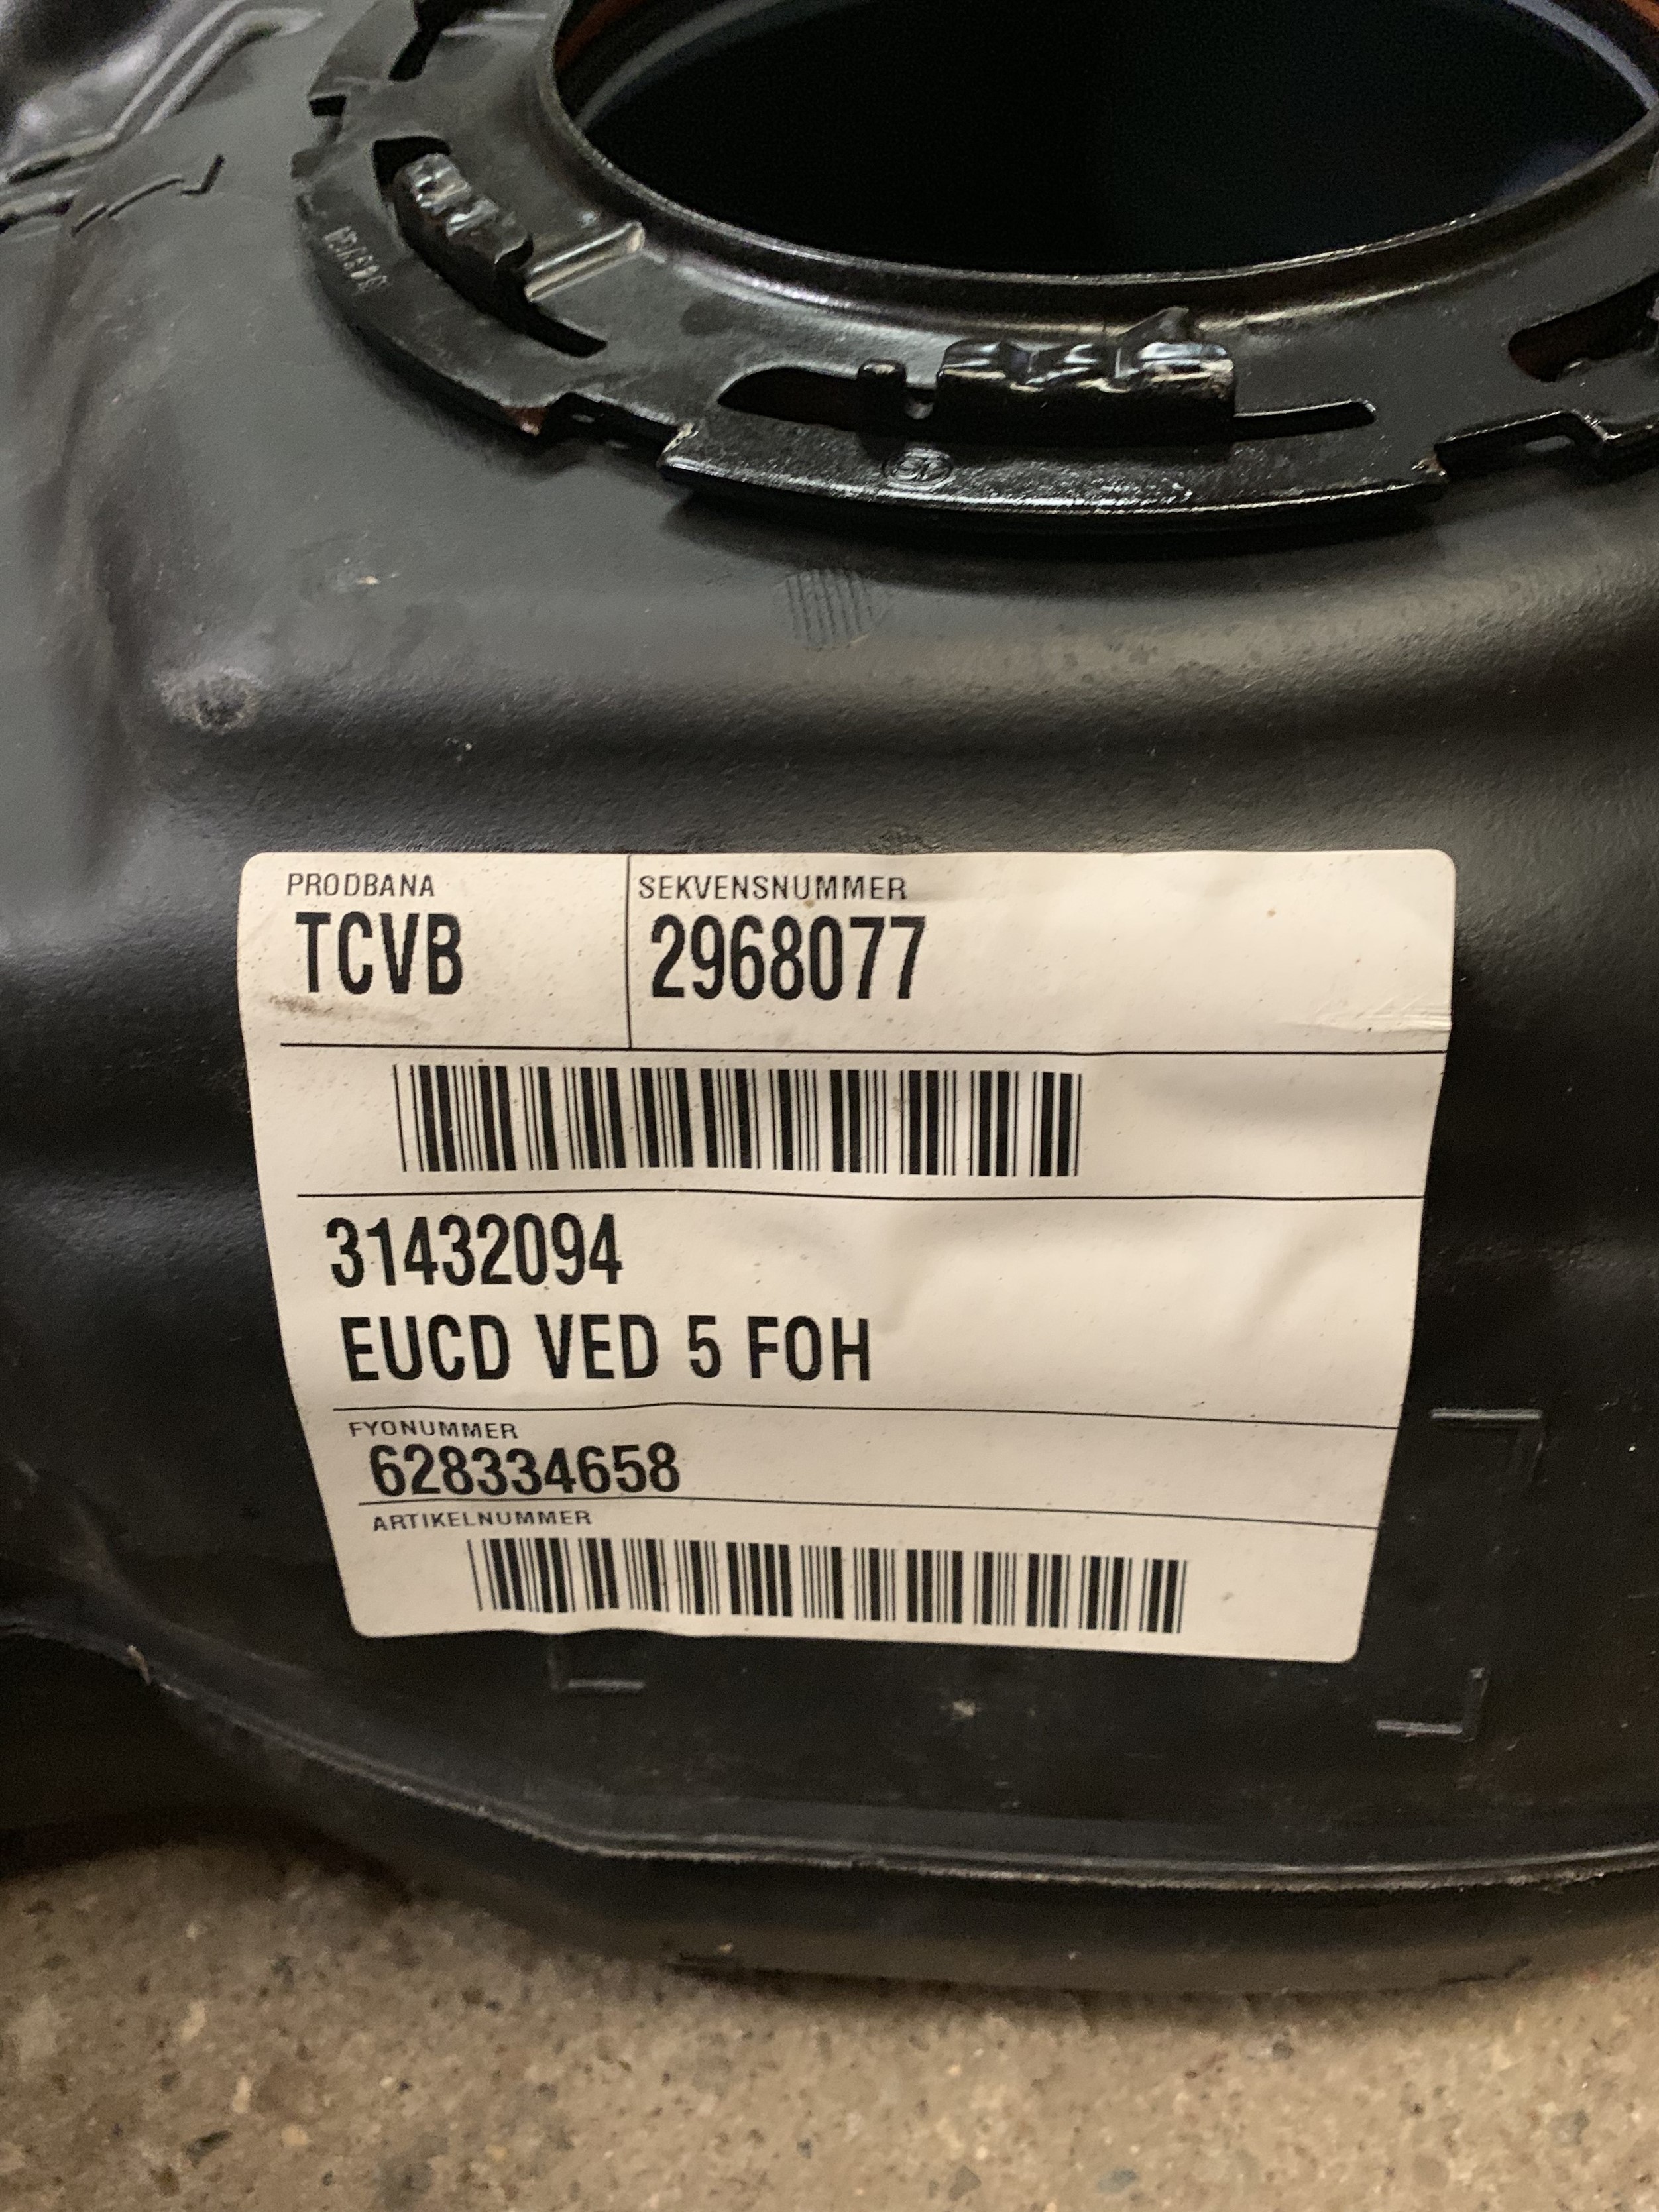 PRODBANA
SEKVENSNUMMER
TCVB
2968077
31432094
EUCD VED 5 FOH
FYONUMMER
628334658
ARTIKELNUMMER